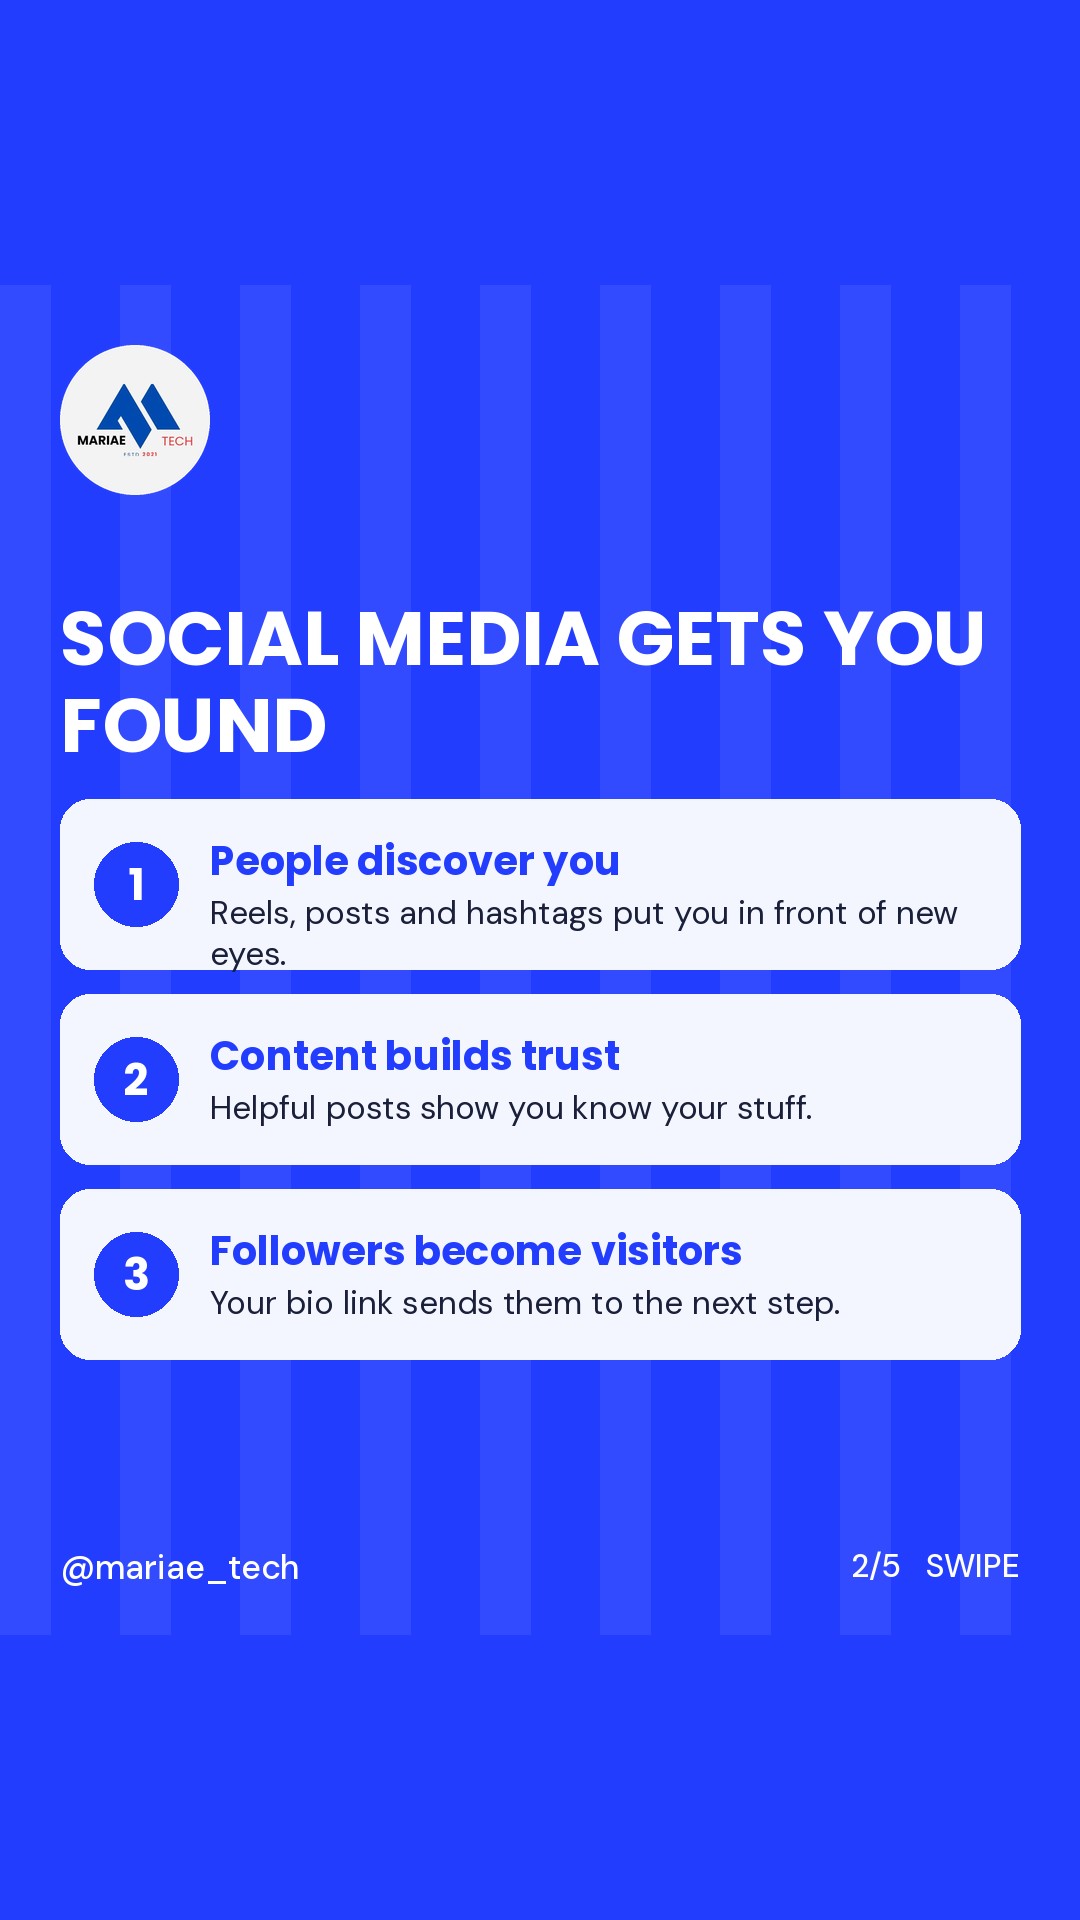 MARIAE TECH
ESTD 2021
SOCIAL MEDIA GETS YOU
FOUND
1
People discover you
Reels, posts and hashtags put you in front of new
eyes.
2
Content builds trust
Helpful posts show you know your stuff.
3
Followers become visitors
Your bio link sends them to the next step.
@mariae_tech
2/5 SWIPE